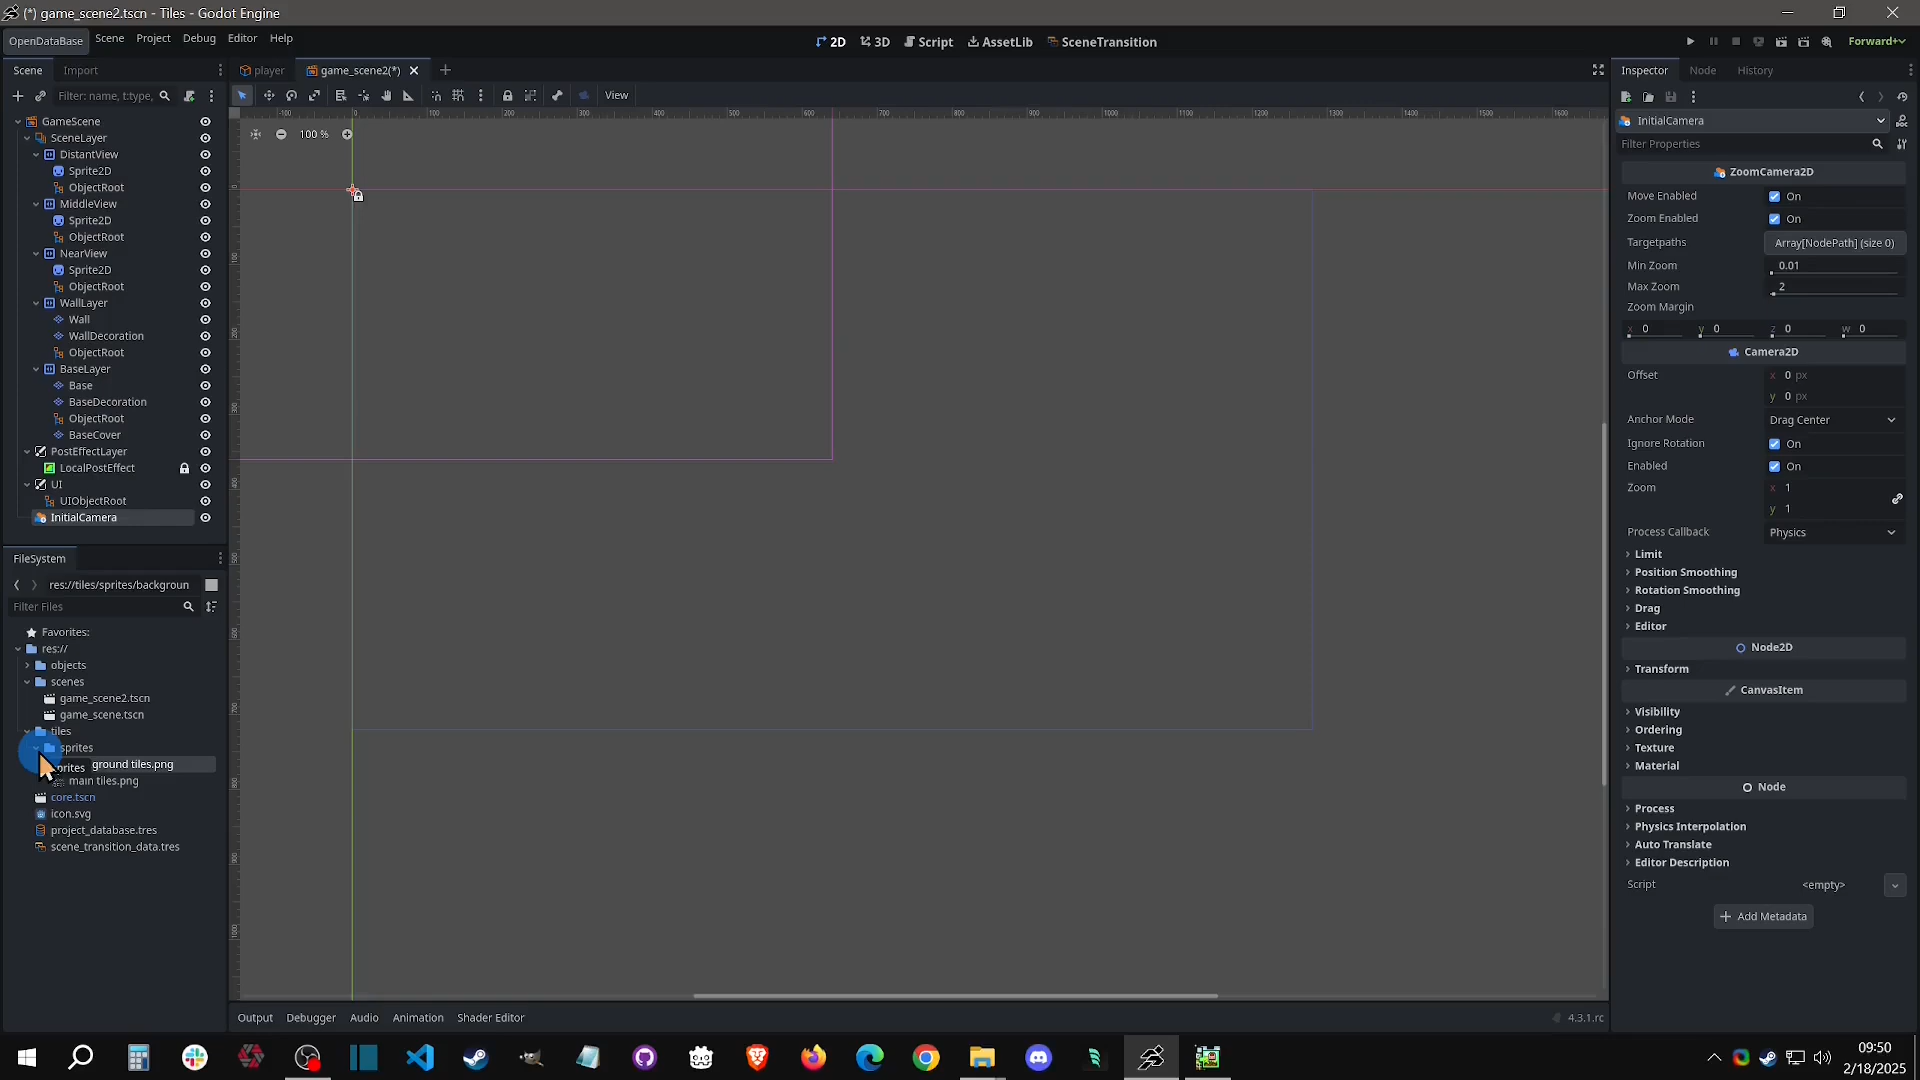 (*) game_scene2.tscn - Tiles - Godot Engine
OpenDataBase Scene Project Debug Editor Help
2D 3D Script AssetLib SceneTransition
Forward+
Scene Import
player game_scene2(*)
Inspector Node History
Filter: name, t:type,
View
GameScene
SceneLayer
DistantView
Sprite2D
ObjectRoot
MiddleView
Sprite2D
ObjectRoot
NearView
Sprite2D
ObjectRoot
WallLayer
Wall
WallDecoration
ObjectRoot
BaseLayer
Base
BaseDecoration
ObjectRoot
BaseCover
PostEffectLayer
LocalPostEffect
UI
UIObjectRoot
InitialCamera
FileSystem
res://tiles/sprites/backgroun
Filter Files
Favorites:
res://
objects
scenes
game_scene2.tscn
game_scene.tscn
tiles
sprites
ground tiles.png
main tiles.png
core.tscn
icon.svg
project_database.tres
scene_transition_data.tres
100 %
InitialCamera
Filter Properties
ZoomCamera2D
Move Enabled On
Zoom Enabled On
Targetpaths Array[NodePath] (size 0)
Min Zoom 0.01
Max Zoom 2
Zoom Margin
x 0 y 0 z 0 w 0
Camera2D
Offset x 0 px
y 0 px
Anchor Mode Drag Center
Ignore Rotation On
Enabled On
Zoom x 1
y 1
Process Callback Physics
Limit
Position Smoothing
Rotation Smoothing
Drag
Editor
Node2D
Transform
CanvasItem
Visibility
Ordering
Texture
Material
Node
Process
Physics Interpolation
Auto Translate
Editor Description
Script <empty>
Add Metadata
Output Debugger Audio Animation Shader Editor
4.3.1.rc
09:50
2/18/2025